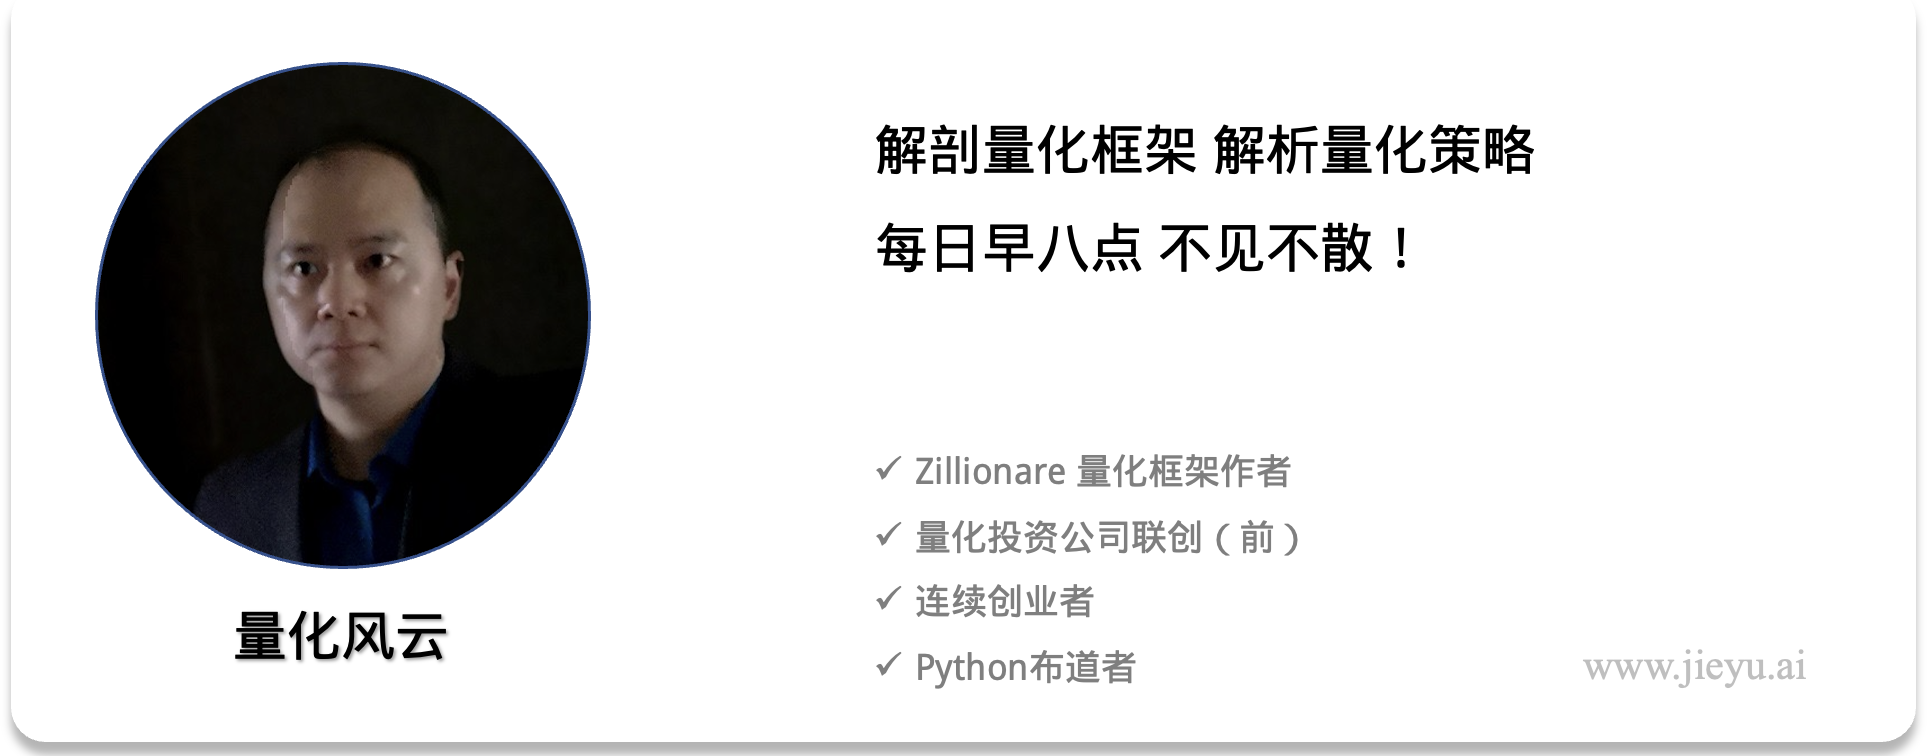 解剖量化框架 解析量化策略
每日早八点 不见不散！
✓ Zillionare 量化框架作者
✓ 量化投资公司联创（前）
✓ 连续创业者
✓ Python布道者
量化风云
www.jieyu.ai